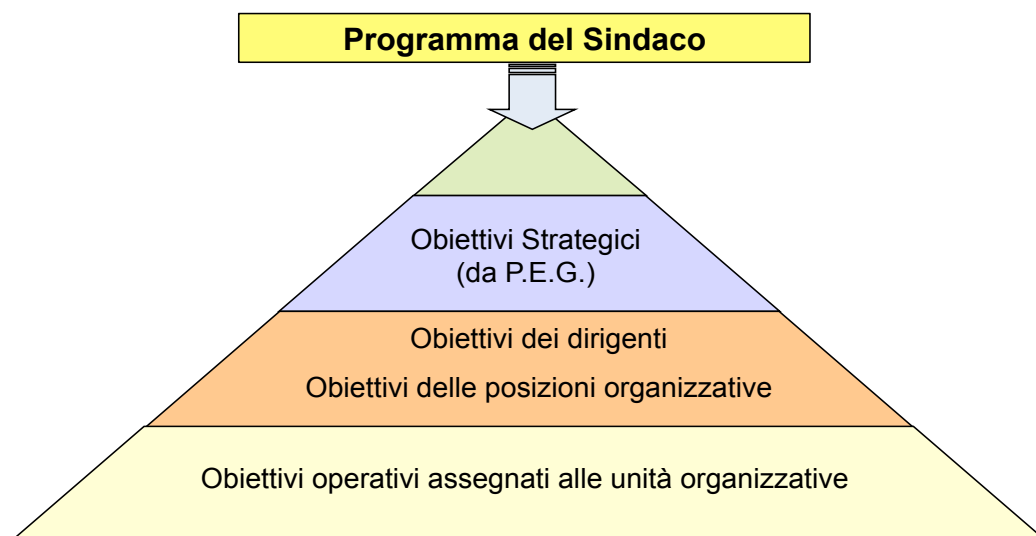 Programma del Sindaco
Obiettivi Strategici
(da P.E.G.)
Obiettivi dei dirigenti
Obiettivi delle posizioni organizzative
Obiettivi operativi assegnati alle unità organizzative